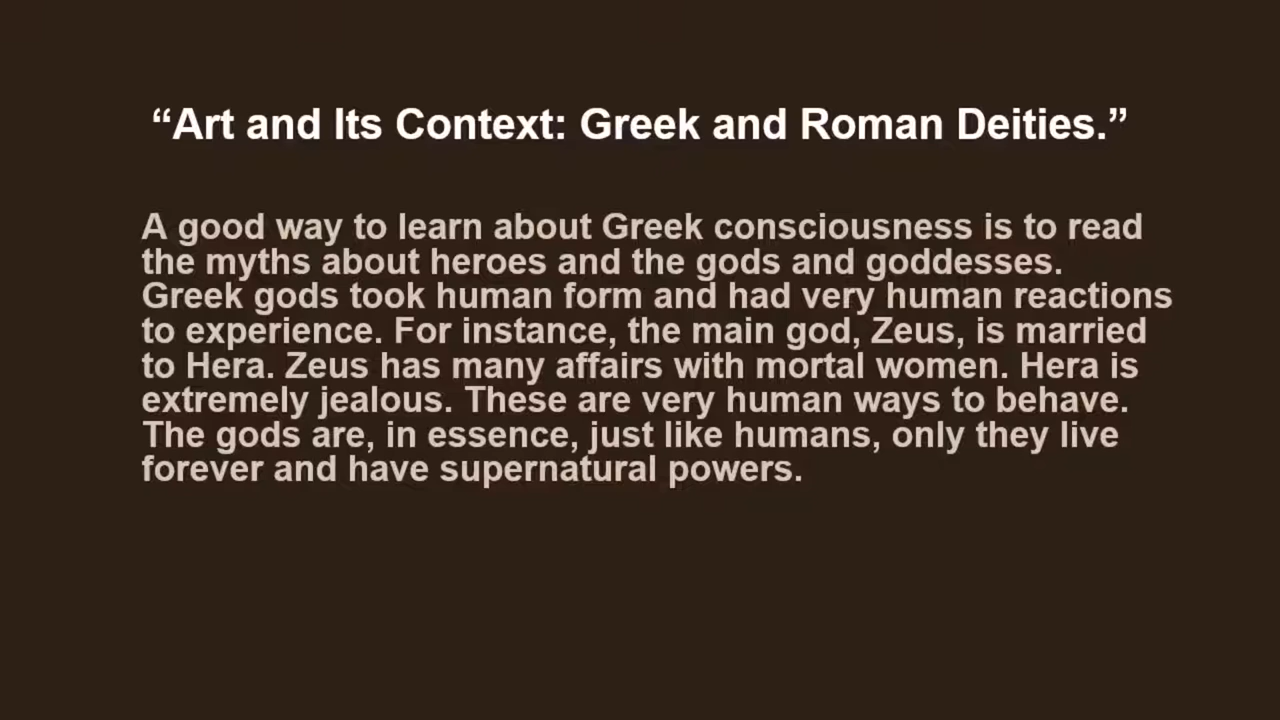 “Art and Its Context: Greek and Roman Deities.”
A good way to learn about Greek consciousness is to read
the myths about heroes and the gods and goddesses.
Greek gods took human form and had very human reactions
to experience. For instance, the main god, Zeus, is married
to Hera. Zeus has many affairs with mortal women. Hera is
extremely jealous. These are very human ways to behave.
The gods are, in essence, just like humans, only they live
forever and have supernatural powers.